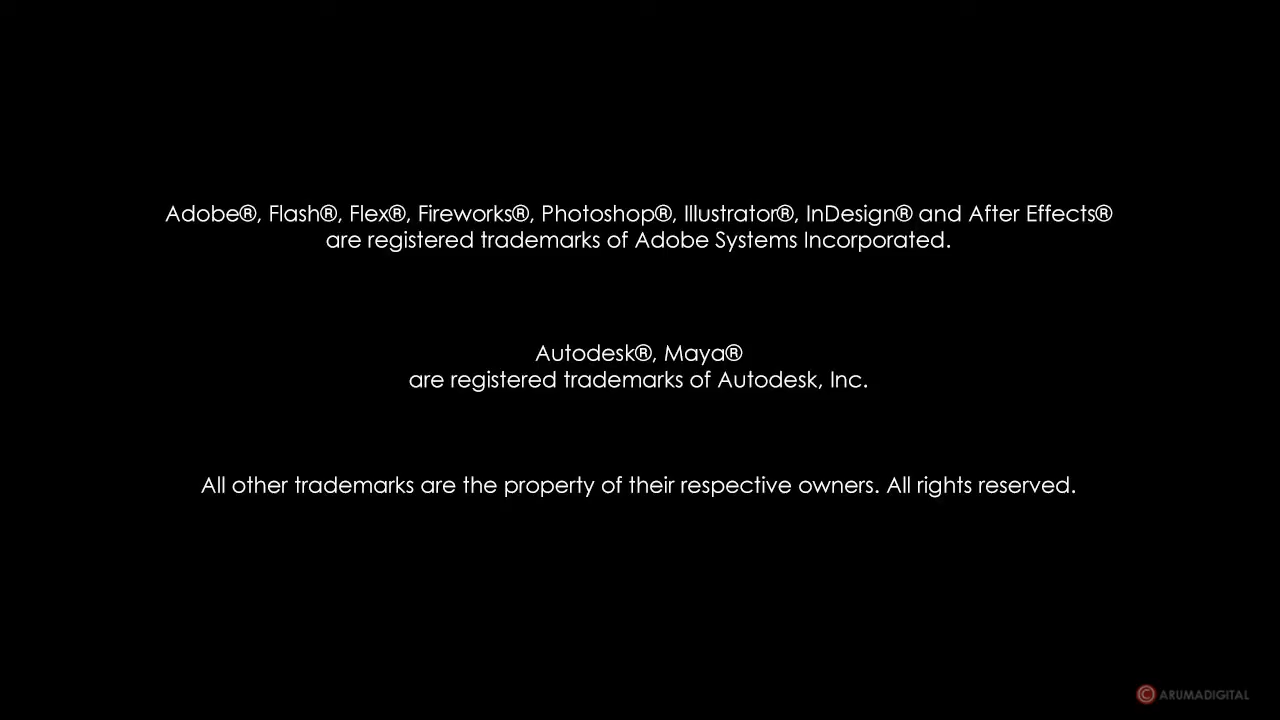 Adobe®, Flash®, Flex®, Fireworks®, Photoshop®, Illustrator®, InDesign® and After Effects®
are registered trademarks of Adobe Systems Incorporated.
Autodesk®, Maya®
are registered trademarks of Autodesk, Inc.
All other trademarks are the property of their respective owners. All rights reserved.
© ARUMADIGITAL